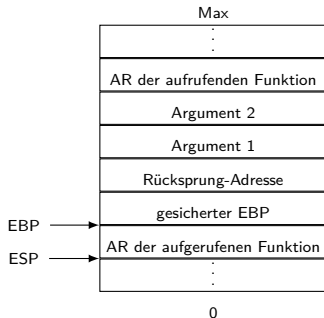 Max
AR der aufrufenden Funktion
Argument 2
Argument 1
Rücksprung-Adresse
gesicherter EBP
EBP
AR der aufgerufenen Funktion
ESP
0